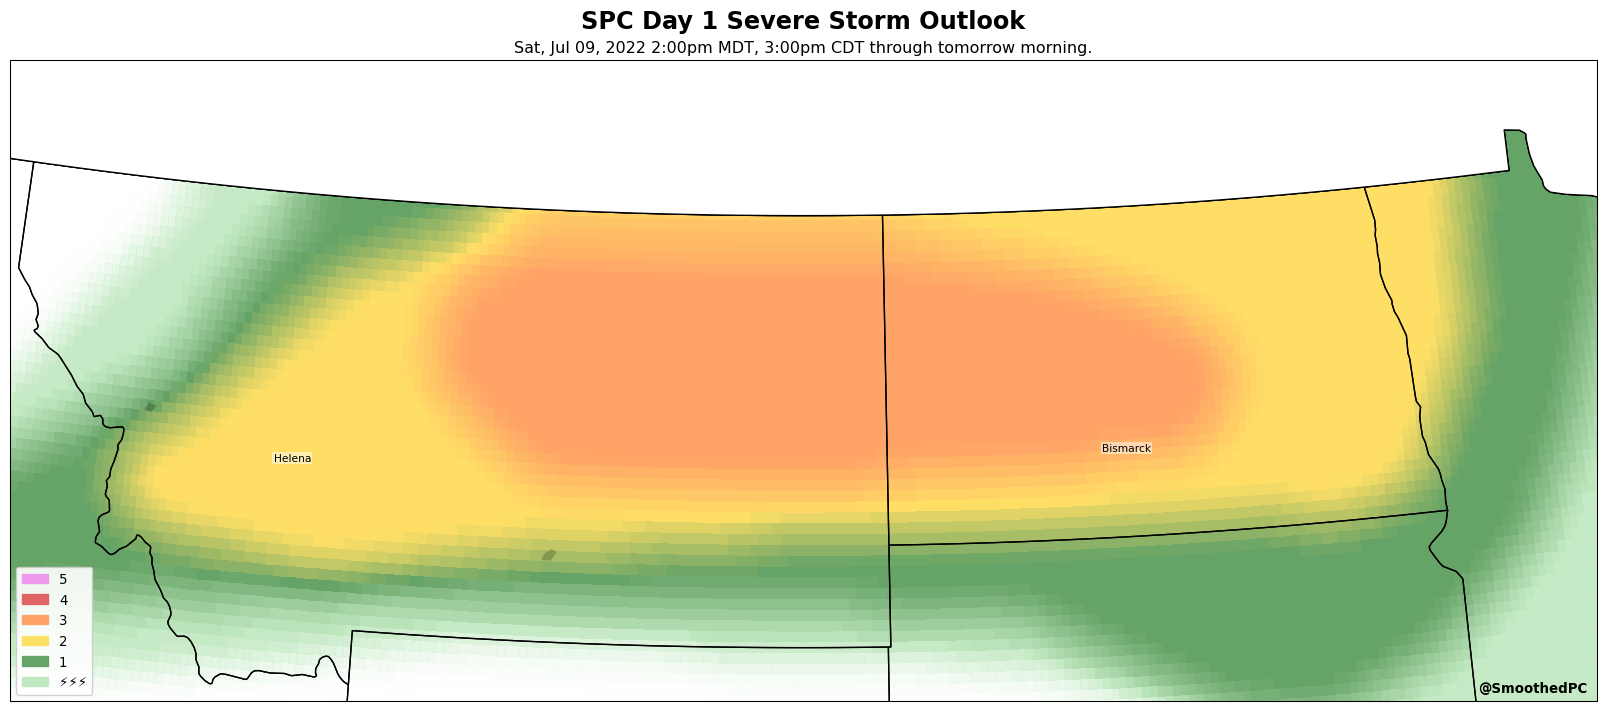 SPC Day 1 Severe Storm Outlook
Sat, Jul 09, 2022 2:00pm MDT, 3:00pm CDT through tomorrow morning.
Helena
Bismarck
5
4
3
2
1
⚡⚡⚡
@SmoothedPC